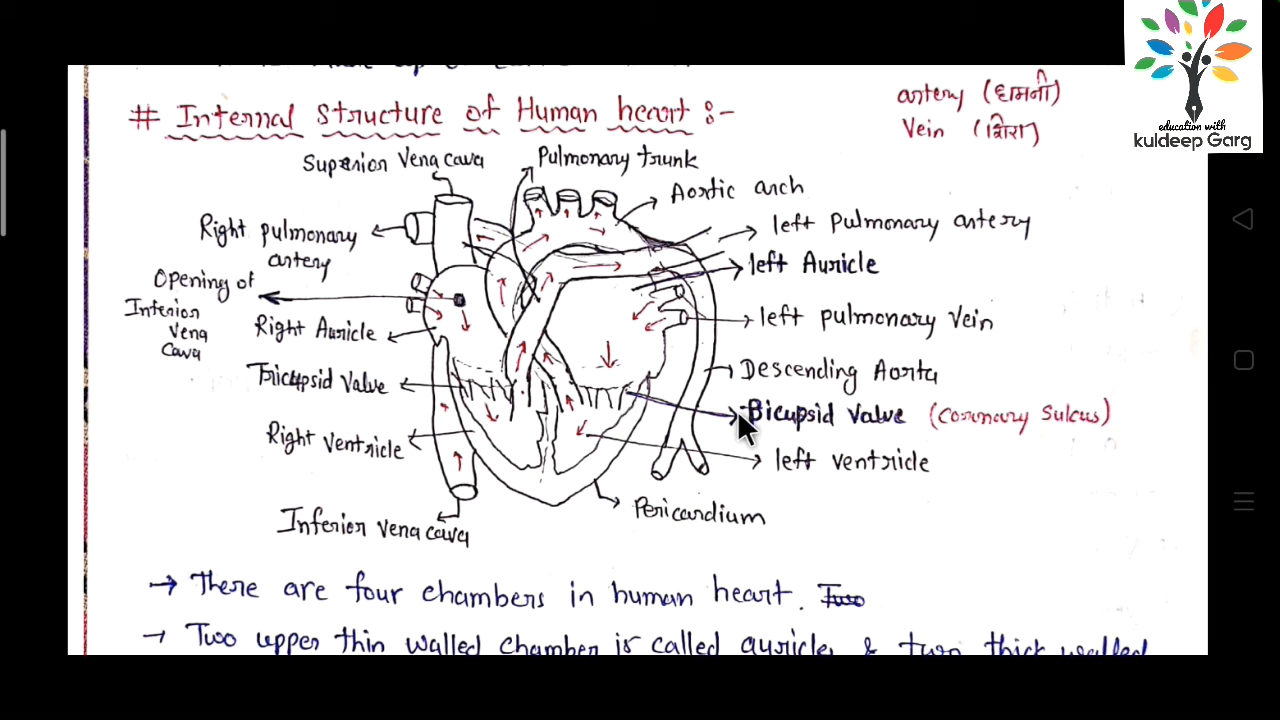 # Internal Structure of Human heart :-
artery (धमनी)
Vein (शिरा)
education with
kuldeep Garg
Superior Vena cava
Pulmonary trunk
Aortic arch
Right pulmonary
artery
left Pulmonary artery
left Auricle
Opening of
Inferior
Vena
Cava
Right Auricle
left pulmonary Vein
Tricupsid Valve
Descending Aorta
Bicupsid Valve (Coronary Sulcus)
Right Ventricle
left ventricle
Pericardium
Inferior Vena cava
→ There are four chambers in human heart. Two
→ Two upper thin walled chamber is called auricle & two thick walled